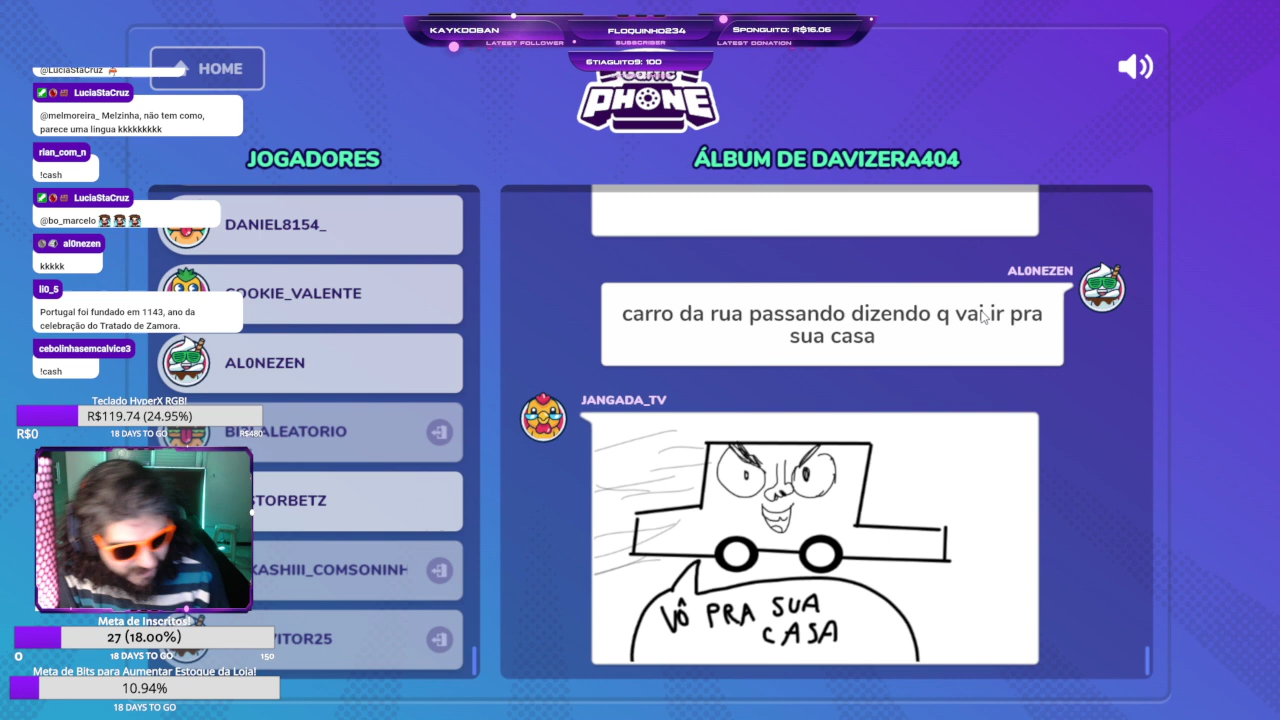 KAYKDOBAN
LATEST FOLLOWER
FLOQUINHO234
SUBSCRIBER
SPONGUITO: R$16.06
LATEST DONATION
6TIAGUITO9: 100
HOME
PHONE
JOGADORES
ÁLBUM DE DAVIZERA404
@LuciaStaCruz
LuciaStaCruz
@melmoreira_ Melzinha, não tem como,
parece uma lingua kkkkkkkkk
rian_com_n
!cash
LuciaStaCruz
@bo_marcelo
al0nezen
kkkkk
li0_5
Portugal foi fundado em 1143, ano da
celebração do Tratado de Zamora.
cebolinhasemcalvice3
!cash
DANIEL8154_
COOKIE_VALENTE
AL0NEZEN
ALEATORIO
STORBETZ
KASHIII_COMSONINH
VITOR25
AL0NEZEN
carro da rua passando dizendo q vai ir pra
sua casa
JANGADA_TV
VÔ PRA SUA
CASA
Teclado HyperX RGB!
R$119.74 (24.95%)
R$0
18 DAYS TO GO
R$480
Meta de Inscritos!
27 (18.00%)
0
18 DAYS TO GO
150
Meta de Bits para Aumentar Estoque da Loja!
10.94%
18 DAYS TO GO